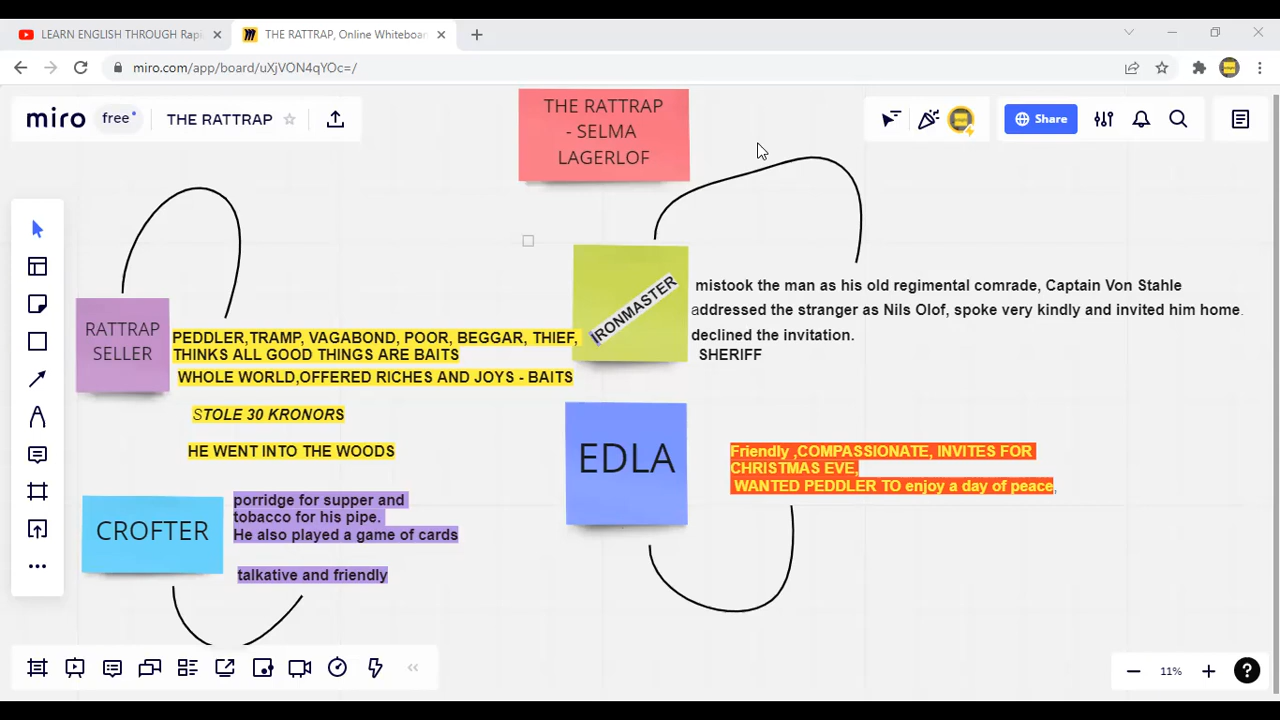 LEARN ENGLISH THROUGH Rapi
THE RATTRAP, Online Whiteboar
miro.com/app/board/uXjVON4qYOc=/
miro free THE RATTRAP
Share
THE RATTRAP
- SELMA
LAGERLOF
RATTRAP
SELLER
PEDDLER,TRAMP, VAGABOND, POOR, BEGGAR, THIEF,
THINKS ALL GOOD THINGS ARE BAITS
WHOLE WORLD,OFFERED RICHES AND JOYS - BAITS
STOLE 30 KRONORS
HE WENT INTO THE WOODS
CROFTER
porridge for supper and
tobacco for his pipe.
He also played a game of cards
talkative and friendly
IRONMASTER
mistook the man as his old regimental comrade, Captain Von Stahle
addressed the stranger as Nils Olof, spoke very kindly and invited him home.
declined the invitation.
SHERIFF
EDLA
Friendly ,COMPASSIONATE, INVITES FOR
CHRISTMAS EVE,
WANTED PEDDLER TO enjoy a day of peace,
11%